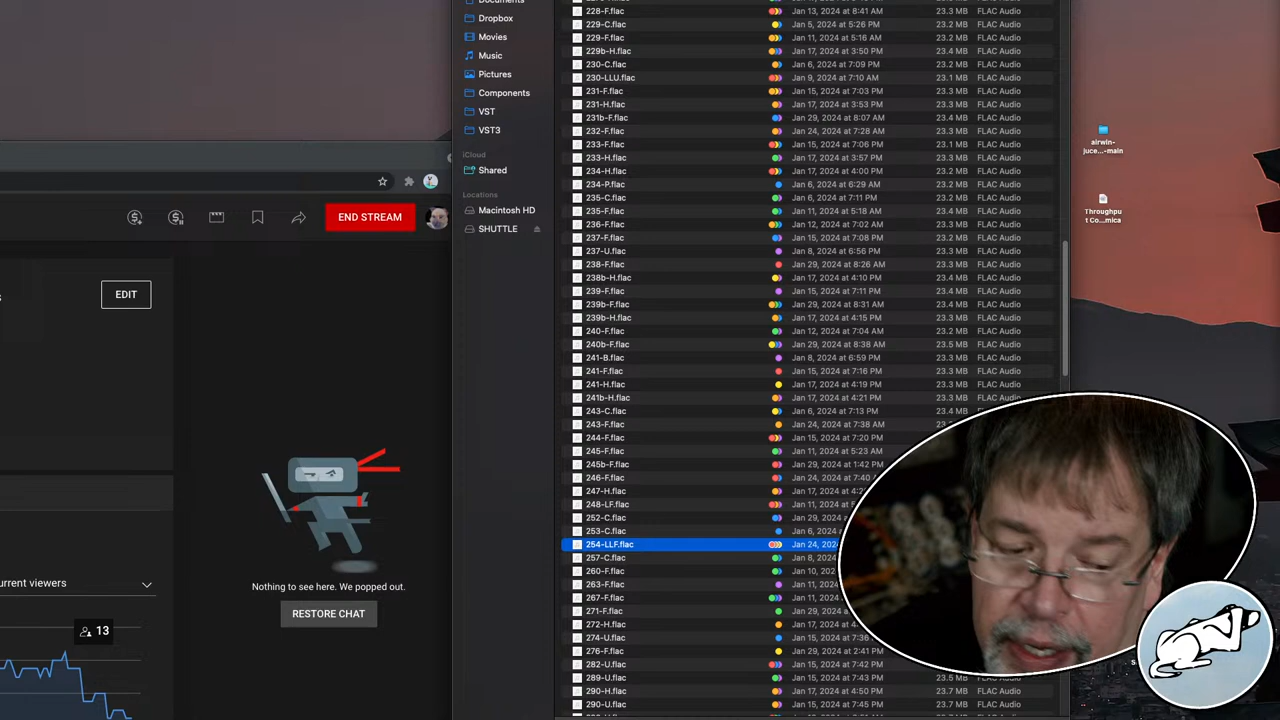 Documents
Dropbox
Movies
Music
Pictures
Components
VST
VST3
iCloud
Shared
Locations
Macintosh HD
SHUTTLE
END STREAM
EDIT
Nothing to see here. We popped out.
RESTORE CHAT
current viewers
13
228-F.flac Jan 13, 2024 at 8:41 AM 23.2 MB FLAC Audio
229-C.flac Jan 5, 2024 at 5:26 PM 23.2 MB FLAC Audio
229-F.flac Jan 11, 2024 at 5:16 AM 23.2 MB FLAC Audio
229b-H.flac Jan 17, 2024 at 3:50 PM 23.4 MB FLAC Audio
230-C.flac Jan 6, 2024 at 7:09 PM 23.2 MB FLAC Audio
230-LLU.flac Jan 9, 2024 at 7:10 AM 23.1 MB FLAC Audio
231-F.flac Jan 15, 2024 at 7:03 PM 23.2 MB FLAC Audio
231-H.flac Jan 17, 2024 at 3:53 PM 23.2 MB FLAC Audio
231b-F.flac Jan 29, 2024 at 8:07 AM 23.4 MB FLAC Audio
232-F.flac Jan 24, 2024 at 7:28 AM 23.2 MB FLAC Audio
233-F.flac Jan 15, 2024 at 7:06 PM 23.1 MB FLAC Audio
233-H.flac Jan 17, 2024 at 3:57 PM 23.2 MB FLAC Audio
234-H.flac Jan 17, 2024 at 4:00 PM 23.2 MB FLAC Audio
234-P.flac Jan 6, 2024 at 6:29 AM 23.2 MB FLAC Audio
235-C.flac Jan 6, 2024 at 7:11 PM 23.2 MB FLAC Audio
235-F.flac Jan 11, 2024 at 5:18 AM 23.4 MB FLAC Audio
236-F.flac Jan 12, 2024 at 7:02 AM 23.2 MB FLAC Audio
237-F.flac Jan 15, 2024 at 7:08 PM 23.2 MB FLAC Audio
237-U.flac Jan 8, 2024 at 6:56 PM 23.3 MB FLAC Audio
238-F.flac Jan 29, 2024 at 8:26 AM 23.3 MB FLAC Audio
238b-H.flac Jan 17, 2024 at 4:10 PM 23.3 MB FLAC Audio
239-F.flac Jan 15, 2024 at 7:11 PM 23.2 MB FLAC Audio
239b-F.flac Jan 29, 2024 at 8:31 AM 23.4 MB FLAC Audio
239b-H.flac Jan 17, 2024 at 4:15 PM 23.3 MB FLAC Audio
240-F.flac Jan 12, 2024 at 7:04 AM 23.3 MB FLAC Audio
240b-F.flac Jan 29, 2024 at 8:38 AM 23.5 MB FLAC Audio
241-B.flac Jan 8, 2024 at 6:59 PM 23.3 MB FLAC Audio
241-F.flac Jan 15, 2024 at 7:16 PM 23.3 MB FLAC Audio
241-H.flac Jan 17, 2024 at 4:19 PM 23.3 MB FLAC Audio
241b-H.flac Jan 17, 2024 at 4:21 PM 23.3 MB FLAC Audio
243-C.flac Jan 6, 2024 at 7:13 PM 23.4 MB FLAC Audio
243-F.flac Jan 24, 2024 at 7:38 AM
244-F.flac Jan 15, 2024 at 7:20 PM
245-F.flac Jan 11, 2024 at 5:23 AM
245b-F.flac Jan 29, 2024 at 1:42 PM
246-F.flac Jan 24, 2024 at 7:40
247-H.flac Jan 17, 2024 at
248-LF.flac Jan 11, 2024 at
252-C.flac Jan 29, 2024
253-C.flac Jan 6, 2024
254-LLF.flac Jan 24,
257-C.flac Jan 8,
260-F.flac Jan 10,
263-F.flac Jan 11,
267-F.flac Jan 11,
271-F.flac Jan 29,
272-H.flac Jan 17, 2024
274-U.flac Jan 15, 2024 at
276-F.flac Jan 29, 2024 at 2:41 PM
282-U.flac Jan 15, 2024 at 7:42 PM
289-U.flac Jan 15, 2024 at 7:43 PM 23.5 MB FLAC Audio
290-H.flac Jan 17, 2024 at 4:50 PM 23.7 MB FLAC Audio
290-U.flac Jan 15, 2024 at 7:44 PM 23.7 MB FLAC Audio
airwin-
juce...-main
Throughpu
t Co...mica